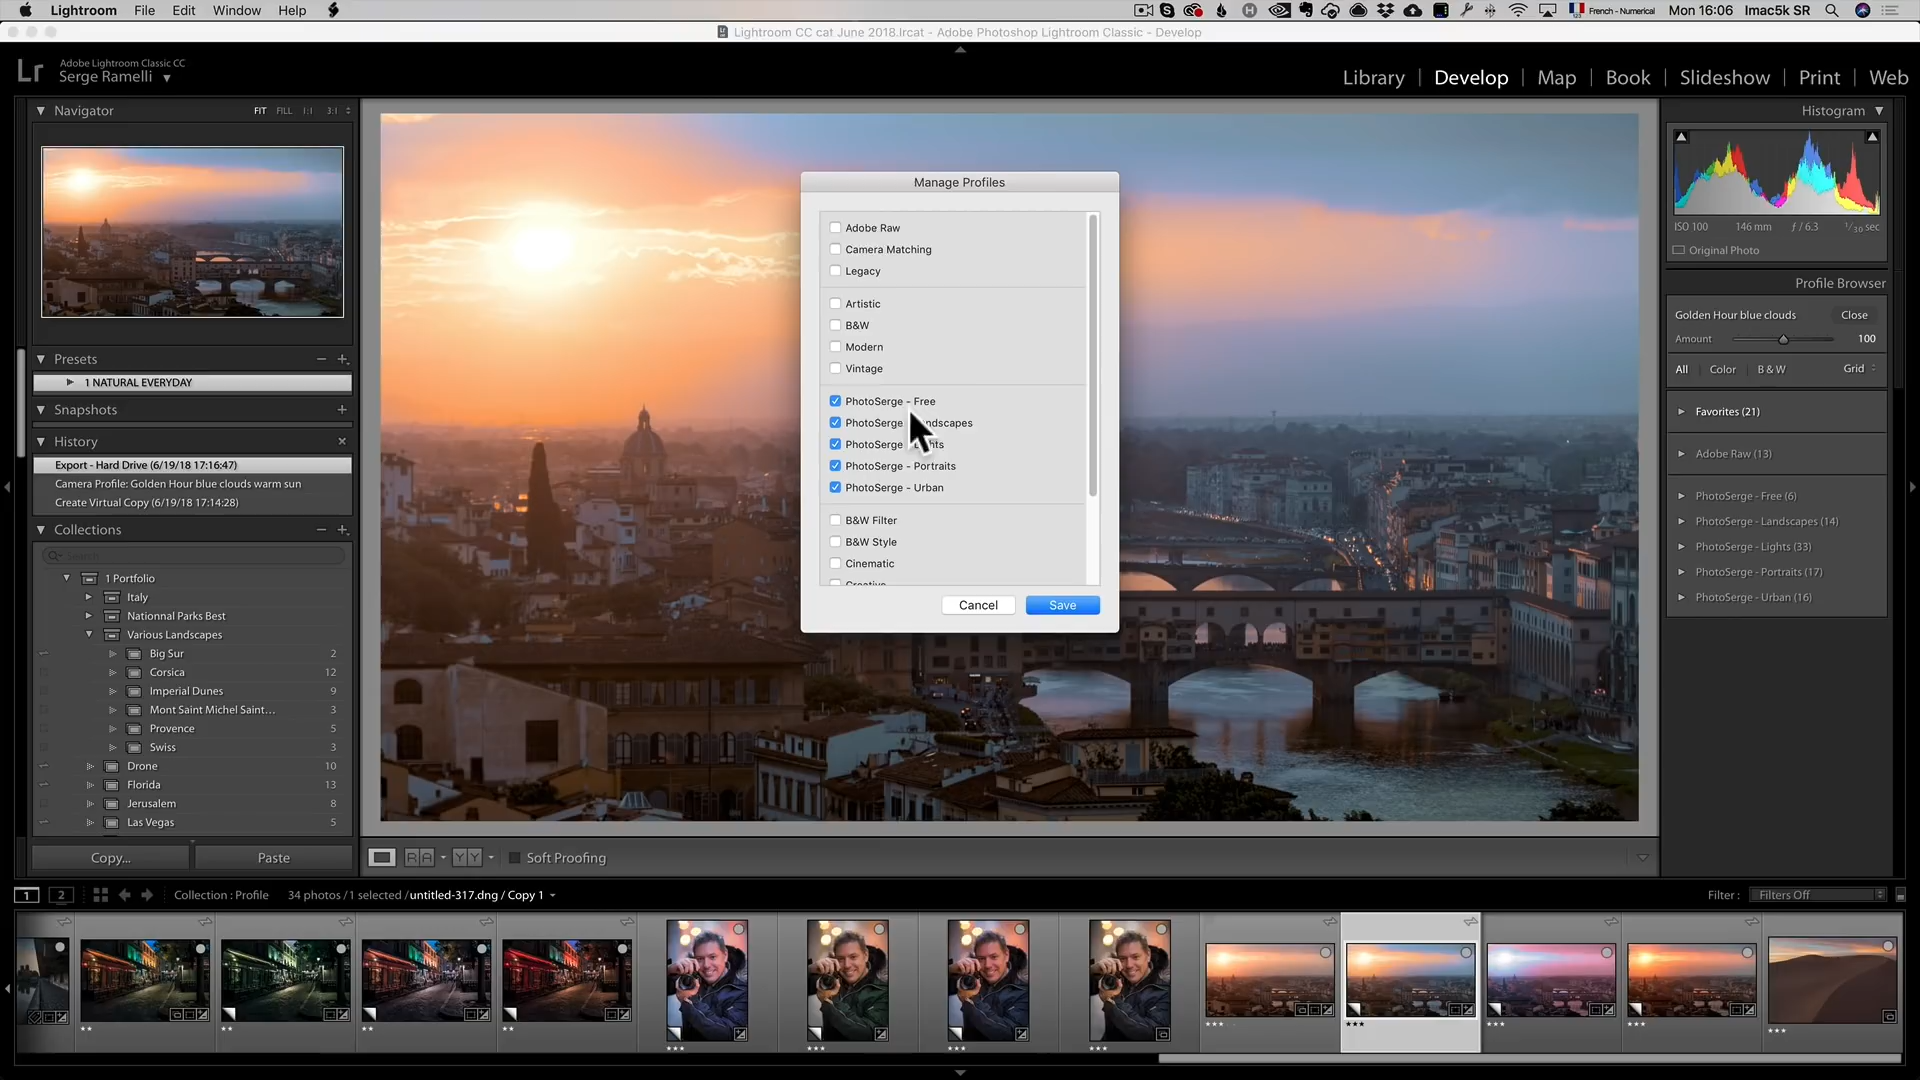 Lightroom File Edit Window Help
French - Numerical Mon 16:06 Imac5k SR
Lightroom CC cat June 2018.lrcat - Adobe Photoshop Lightroom Classic - Develop
Lr Adobe Lightroom Classic CC
Serge Ramelli
Library | Develop | Map | Book | Slideshow | Print | Web
Navigator FIT FILL 1:1 3:1
Presets
1 NATURAL EVERYDAY
Snapshots
History
Export - Hard Drive (6/19/18 17:16:47)
Camera Profile: Golden Hour blue clouds warm sun
Create Virtual Copy (6/19/18 17:14:28)
Collections
Search
1 Portfolio
Italy
Nationnal Parks Best
Various Landscapes
Big Sur 2
Corsica 12
Imperial Dunes 9
Mont Saint Michel Saint… 3
Provence 5
Swiss 3
Drone 10
Florida 13
Jerusalem 8
Las Vegas 5
Copy... Paste
Manage Profiles
Adobe Raw
Camera Matching
Legacy
Artistic
B&W
Modern
Vintage
PhotoSerge - Free
PhotoSerge
PhotoSerge
PhotoSerge - Portraits
PhotoSerge - Urban
B&W Filter
B&W Style
Cinematic
Cancel Save
Histogram
ISO 100 146 mm ƒ / 6.3 1/30 sec
Original Photo
Profile Browser
Golden Hour blue clouds Close
Amount 100
All Color B & W Grid
Favorites (21)
Adobe Raw (13)
PhotoSerge - Free (6)
PhotoSerge - Landscapes (14)
PhotoSerge - Lights (33)
PhotoSerge - Portraits (17)
PhotoSerge - Urban (16)
R A Y Y Soft Proofing
1 2 Collection : Profile 34 photos / 1 selected / untitled-317.dng / Copy 1
Filter : Filters Off